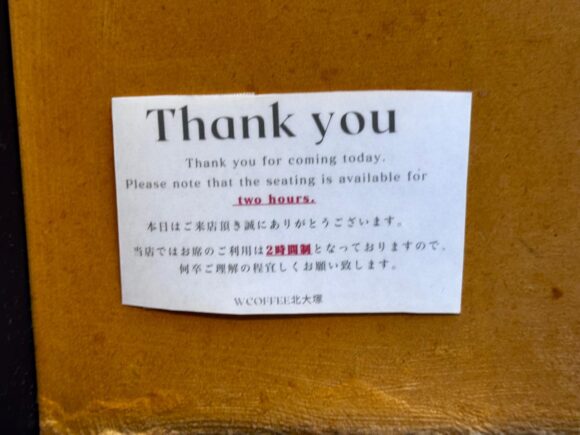 Thank you
Thank you for coming today.
Please note that the seating is available for
two hours.
本日はご来店頂き誠にありがとうございます。
当店ではお席のご利用は2時間制となっておりますので、
何卒ご理解の程宜しくお願い致します。
WCOFFEE北大塚